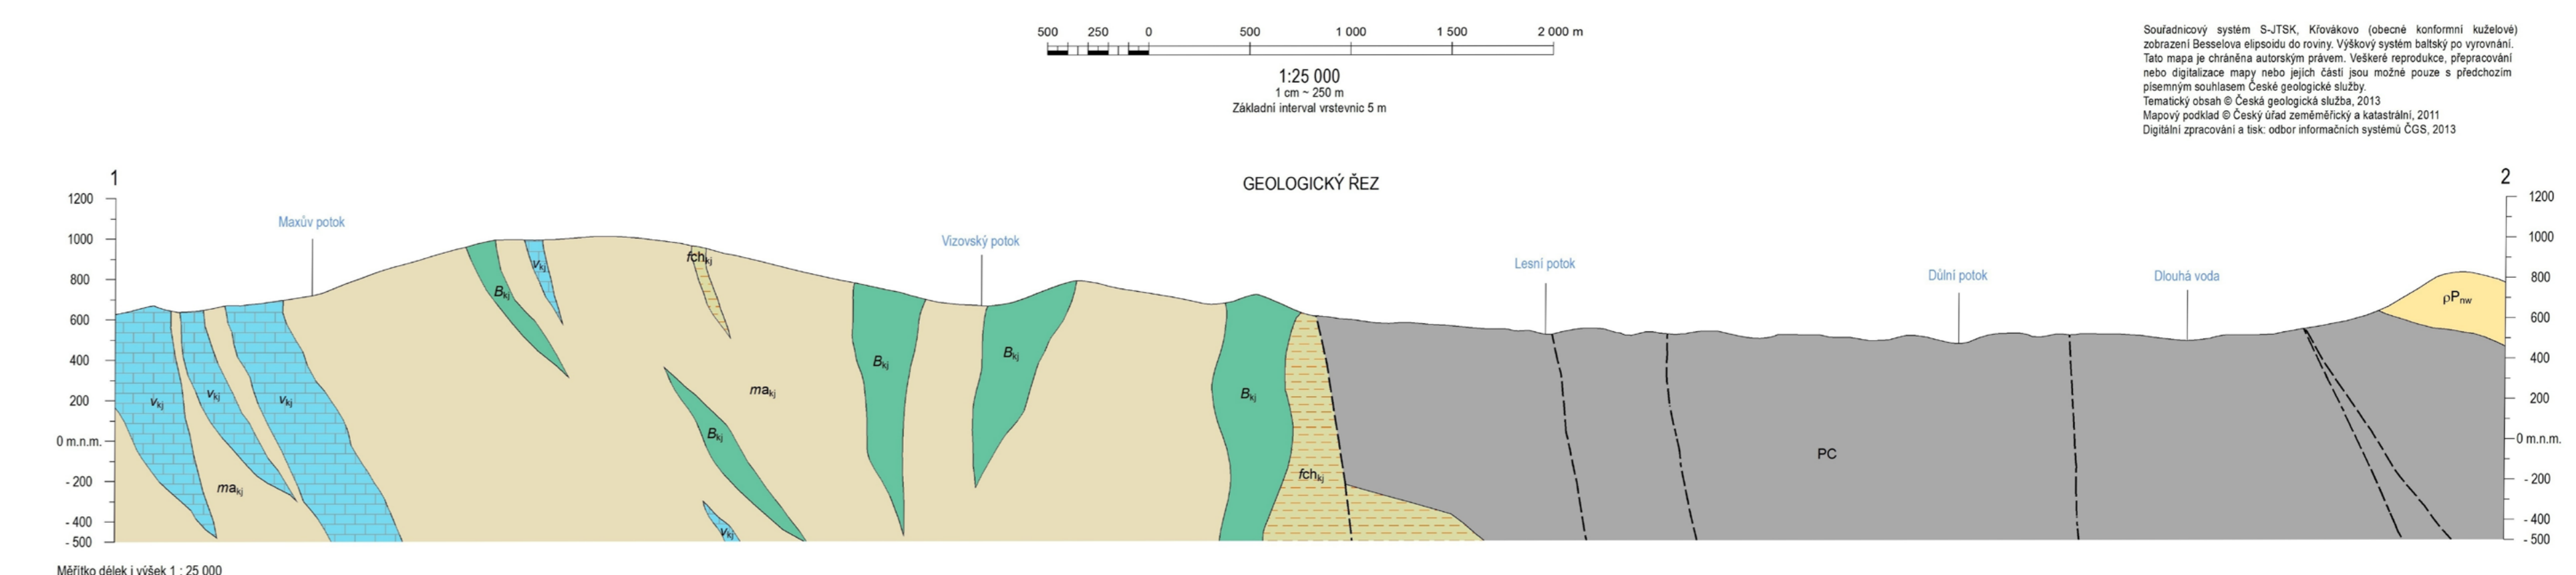 500 250 0 500 1 000 1 500 2 000 m
1:25 000
1 cm ~ 250 m
Základní interval vrstevnic 5 m
Souřadnicový systém S-JTSK, Křovákovo (obecné konformní kuželové)
zobrazení Besselova elipsoidu do roviny. Výškový systém baltský po vyrovnání.
Tato mapa je chráněna autorským právem. Veškeré reprodukce, přepracování
nebo digitalizace mapy nebo jejích částí jsou možné pouze s předchozím
písemným souhlasem České geologické služby.
Tematický obsah © Česká geologická služba, 2013
Mapový podklad © Český úřad zeměměřický a katastrální, 2011
Digitální zpracování a tisk: odbor informačních systémů ČGS, 2013
GEOLOGICKÝ ŘEZ
1
2
1200
1000
800
600
400
200
0 m.n.m.
- 200
- 400
- 500
Maxův potok
Vizovský potok
Lesní potok
Důlní potok
Dlouhá voda
vkj
vkj
vkj
makj
Bkj
vkj
fchkj
makj
Bkj
vkj
Bkj
Bkj
Bkj
fchkj
PC
ρPnw
1200
1000
800
600
400
200
0 m.n.m.
- 200
- 400
- 500
Měřítko délek i výšek 1 : 25 000